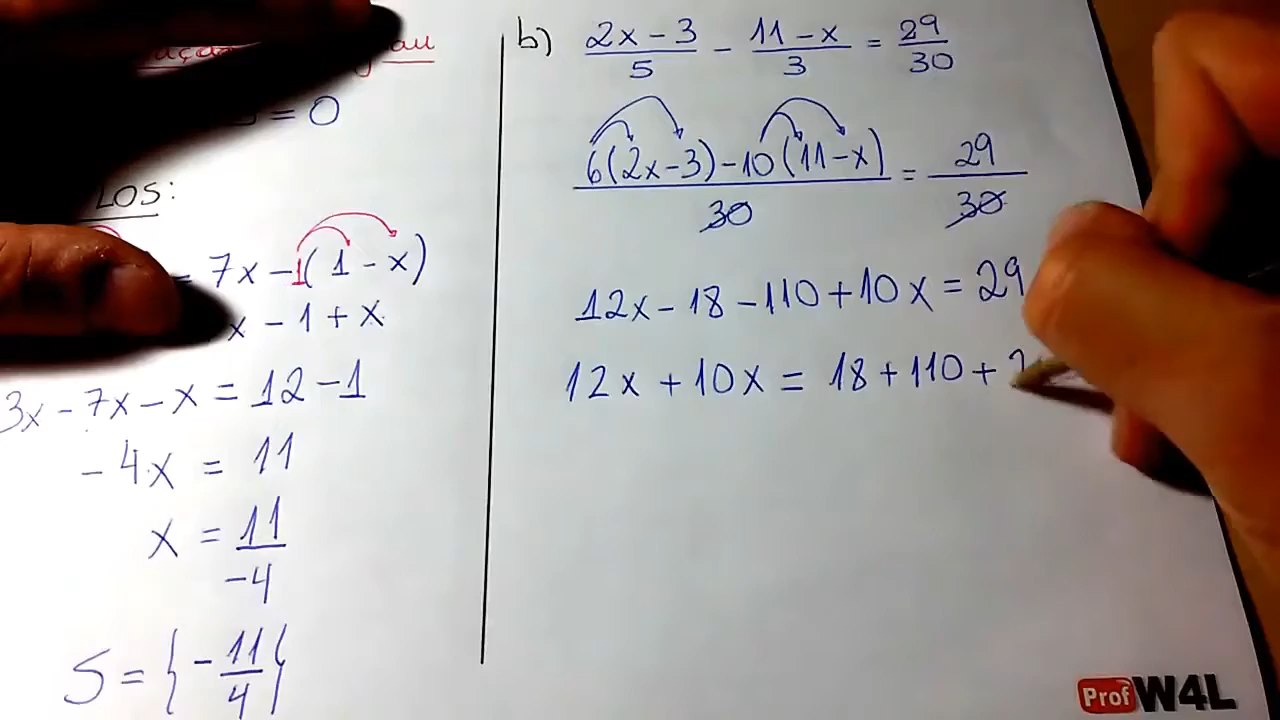 = 0
LOS:
= 7x - 1(1 - x)
x - 1 + x
3x - 7x - x = 12 - 1
- 4x = 11
x = 11/-4
S = {- 11/4}
b) 2x - 3/5 - 11 - x/3 = 29/30
6(2x - 3) - 10(11 - x)/30 = 29/30
12x - 18 - 110 + 10x = 29
12x + 10x = 18 + 110 +
Prof W4L